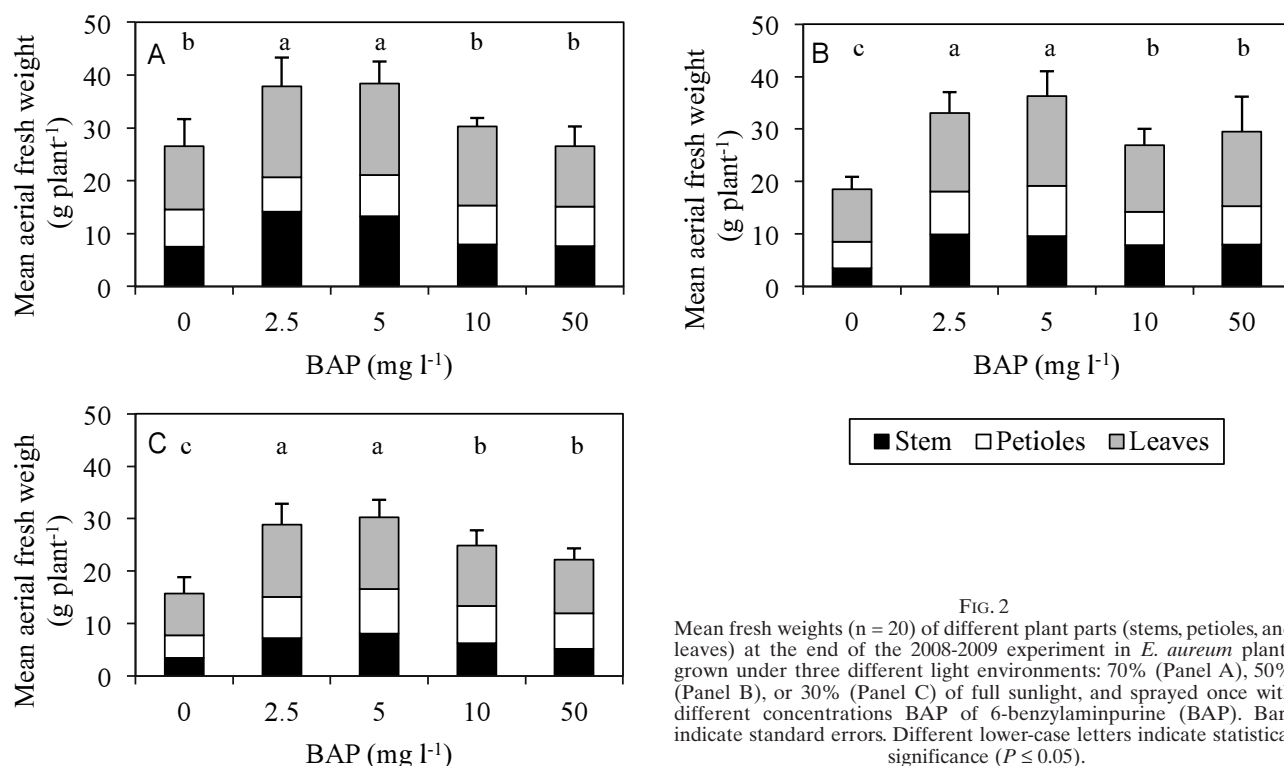 50
40
30
20
10
0
Mean aerial fresh weight
(g plant-1)
A
b a a b b
0 2.5 5 10 50
BAP (mg l-1)
50
40
30
20
10
0
Mean aerial fresh weight
(g plant-1)
B
c a a b b
0 2.5 5 10 50
BAP (mg l-1)
50
40
30
20
10
0
Mean aerial fresh weigh
(g plant-1)
C
c a a b b
0 2.5 5 10 50
BAP (mg l-1)
Stem Petioles Leaves
FIG. 2
Mean fresh weights (n = 20) of different plant parts (stems, petioles, and
leaves) at the end of the 2008-2009 experiment in E. aureum plant
grown under three different light environments: 70% (Panel A), 50%
(Panel B), or 30% (Panel C) of full sunlight, and sprayed once with
different concentrations BAP of 6-benzylaminpurine (BAP). Bar
indicate standard errors. Different lower-case letters indicate statistica
significance (P ≤ 0.05).